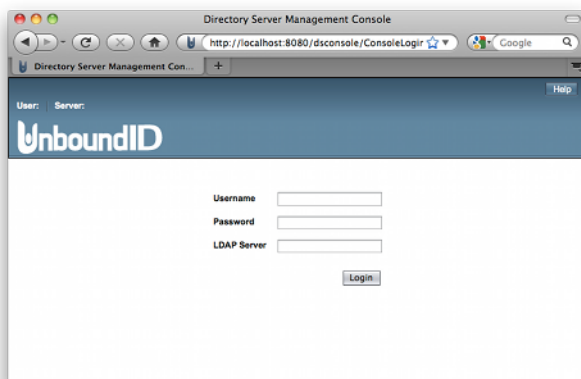 Directory Server Management Console
http://localhost:8080/dsconsole/ConsoleLogir
Google
Directory Server Management Con...
Help
User: Server:
UnboundID
Username
Password
LDAP Server
Login